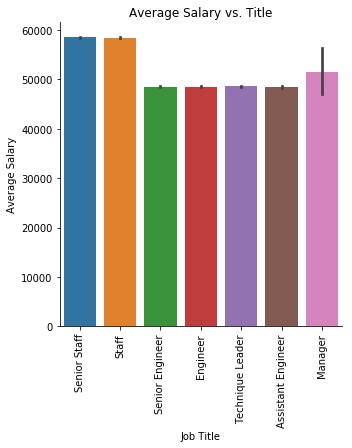 Average Salary vs. Title
60000
50000
40000
30000
20000
10000
0
Average Salary
Senior Staff
Staff
Senior Engineer
Engineer
Technique Leader
Assistant Engineer
Manager
Job Title